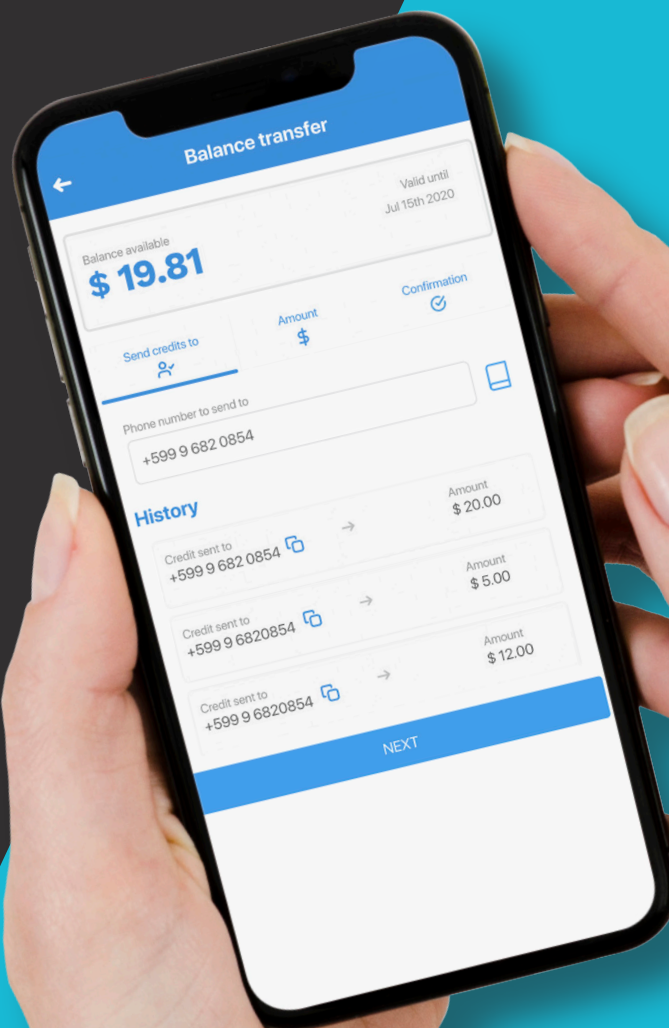 Balance transfer
Valid until
Jul 15th 2020
Balance available
$ 19.81
Send credits to
Amount
Confirmation
Phone number to send to
+599 9 682 0854
History
Credit sent to
+599 9 682 0854
Amount
$ 20.00
Credit sent to
+599 9 6820854
Amount
$ 5.00
Credit sent to
+599 9 6820854
Amount
$ 12.00
NEXT